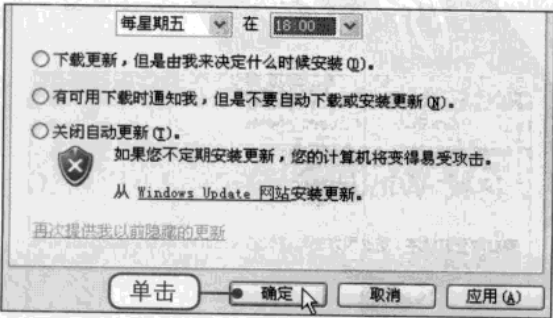 每星期五 在 18:00
下载更新，但是由我来决定什么时候安装(D)。
有可用下载时通知我，但是不要自动下载或安装更新(N)。
关闭自动更新(T)。
如果您不定期安装更新，您的计算机将变得易受攻击。
从 Windows Update 网站安装更新。
再次提供我以前隐藏的更新
单击 确定 取消 应用(A)